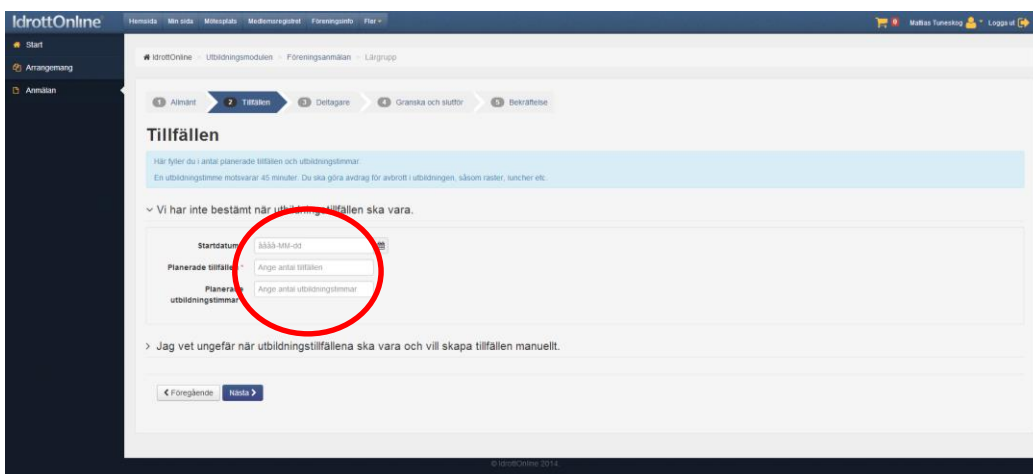 IdrottOnline
Hemsida Min sida Mötesplats Medlemsregistret Föreningsinfo Fler
0 Mattias Tuneskog Logga ut
Start
Arrangemang
Anmälan
IdrottOnline > Utbildningsmodulen > Föreningsanmälan > Lärgrupp
1 Allmänt 2 Tillfällen 3 Deltagare 4 Granska och slutför 5 Bekräftelse
Tillfällen
Här fyller du i antal planerade tillfällen och utbildningstimmar.
En utbildningstimme motsvarar 45 minuter. Du ska göra avdrag för avbrott i utbildningen, såsom raster, luncher etc.
Vi har inte bestämt när utbildningstillfällen ska vara.
Startdatum åååå-MM-dd
Planerade tillfällen * Ange antal tillfällen
Planerade utbildningstimmar Ange antal utbildningstimmar
> Jag vet ungefär när utbildningstillfällena ska vara och vill skapa tillfällen manuellt.
Föregående Nästa
© IdrottOnline 2014